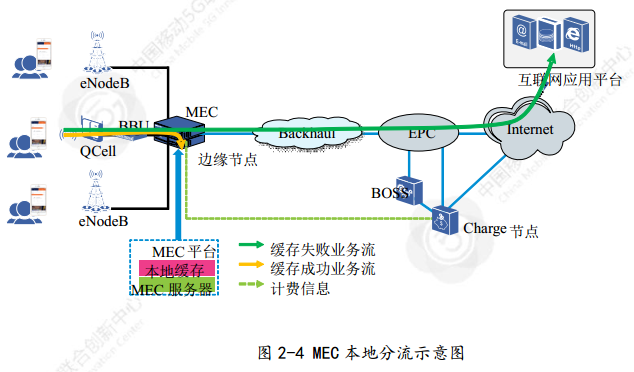 互联网应用平台
eNodeB
MEC
BBU
QCell
边缘节点
Backhaul
EPC
Internet
BOSS
eNodeB
Charge 节点
MEC 平台
本地缓存
MEC 服务器
缓存失败业务流
缓存成功业务流
计费信息
图 2-4 MEC 本地分流示意图